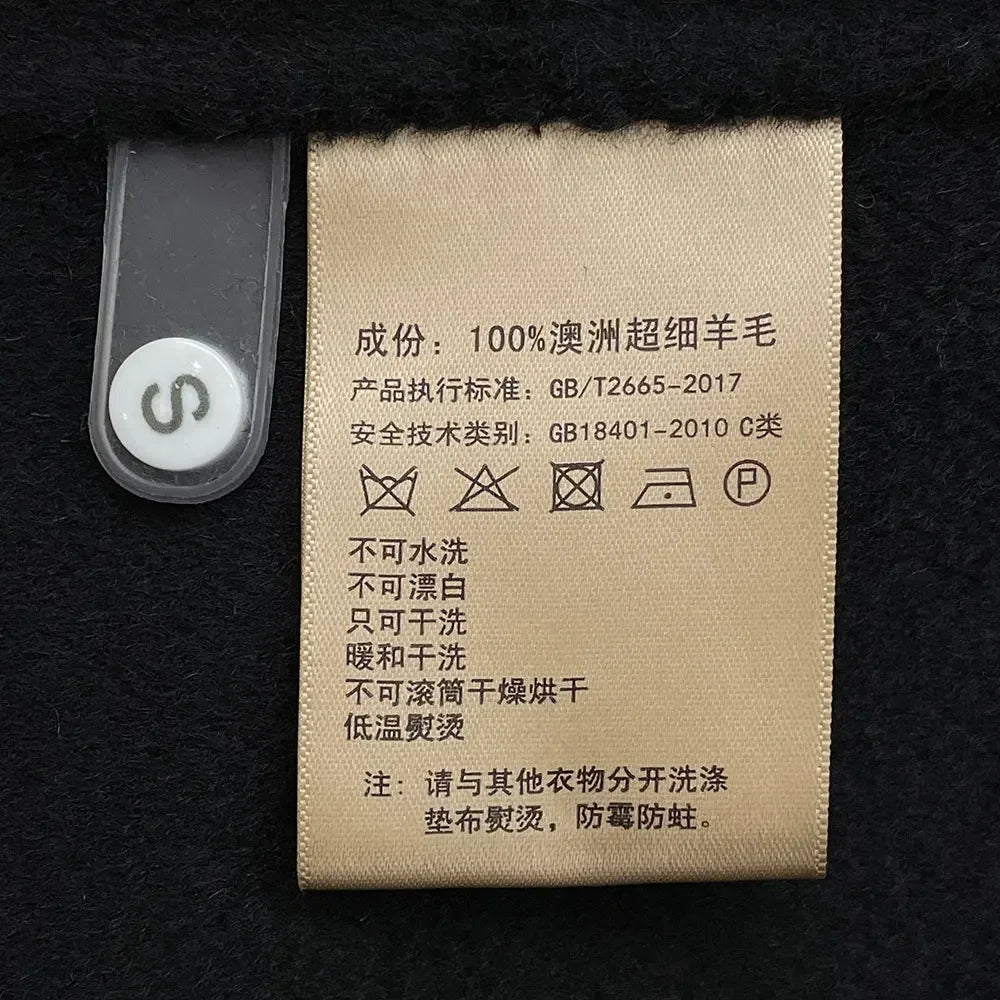 S
成份：100%澳洲超细羊毛
产品执行标准：GB/T2665-2017
安全技术类别：GB18401-2010 C类
P
不可水洗
不可漂白
只可干洗
暖和干洗
不可滚筒干燥烘干
低温熨烫
注：请与其他衣物分开洗涤
垫布熨烫，防霉防蛀。